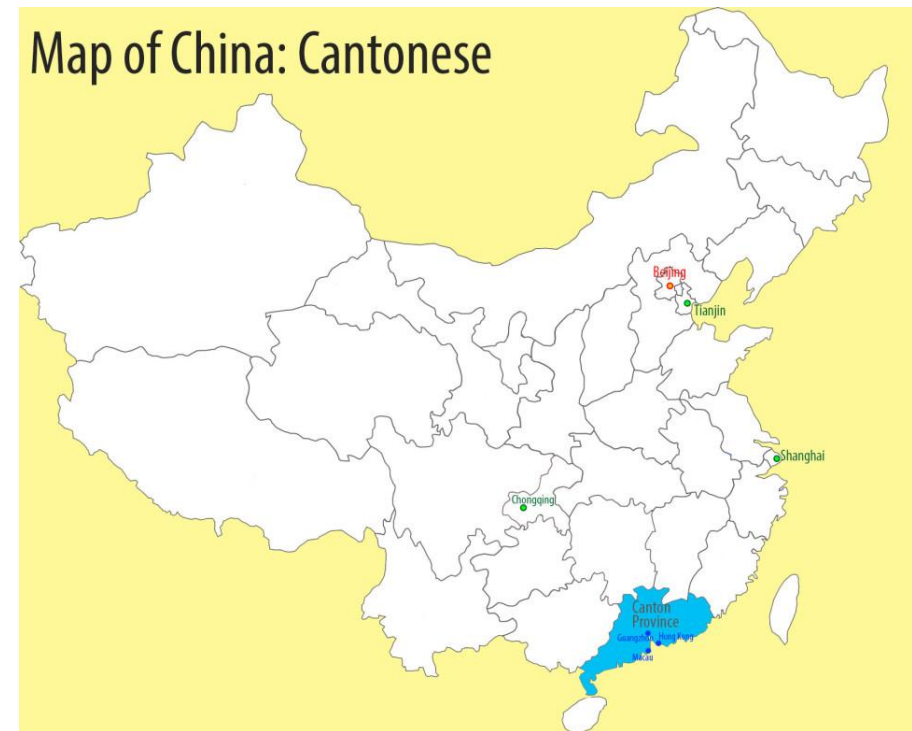 Map of China: Cantonese
Beijing
Tianjin
Shanghai
Chongqing
Canton
Province
Guangzhou
Hong Kong
Macau